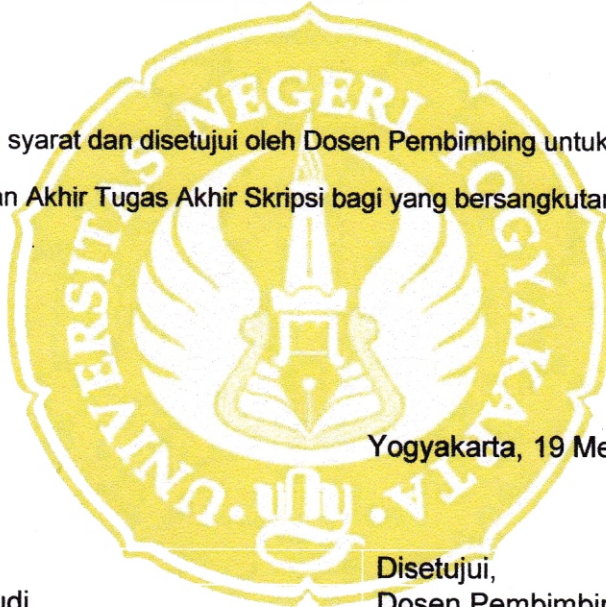 UNIVERSITAS NEGERI YOGYAKARTA
syarat dan disetujui oleh Dosen Pembimbing untuk
an Akhir Tugas Akhir Skripsi bagi yang bersangkutan
Yogyakarta, 19 Me
uny
Disetujui,
udi
Dosen Pembimbin